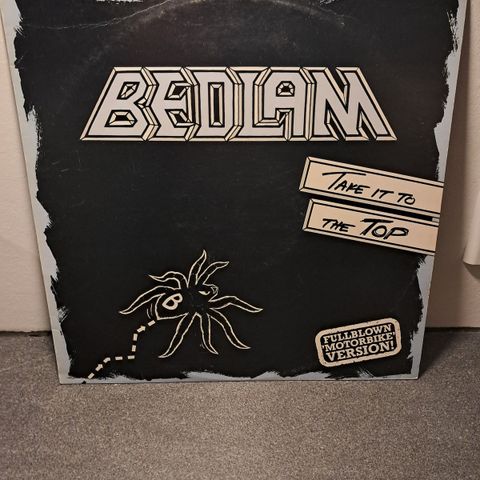 BEDLAM
TAKE IT TO
THE TOP
B
FULLBLOWN
'MOTORBIKE'
VERSION!